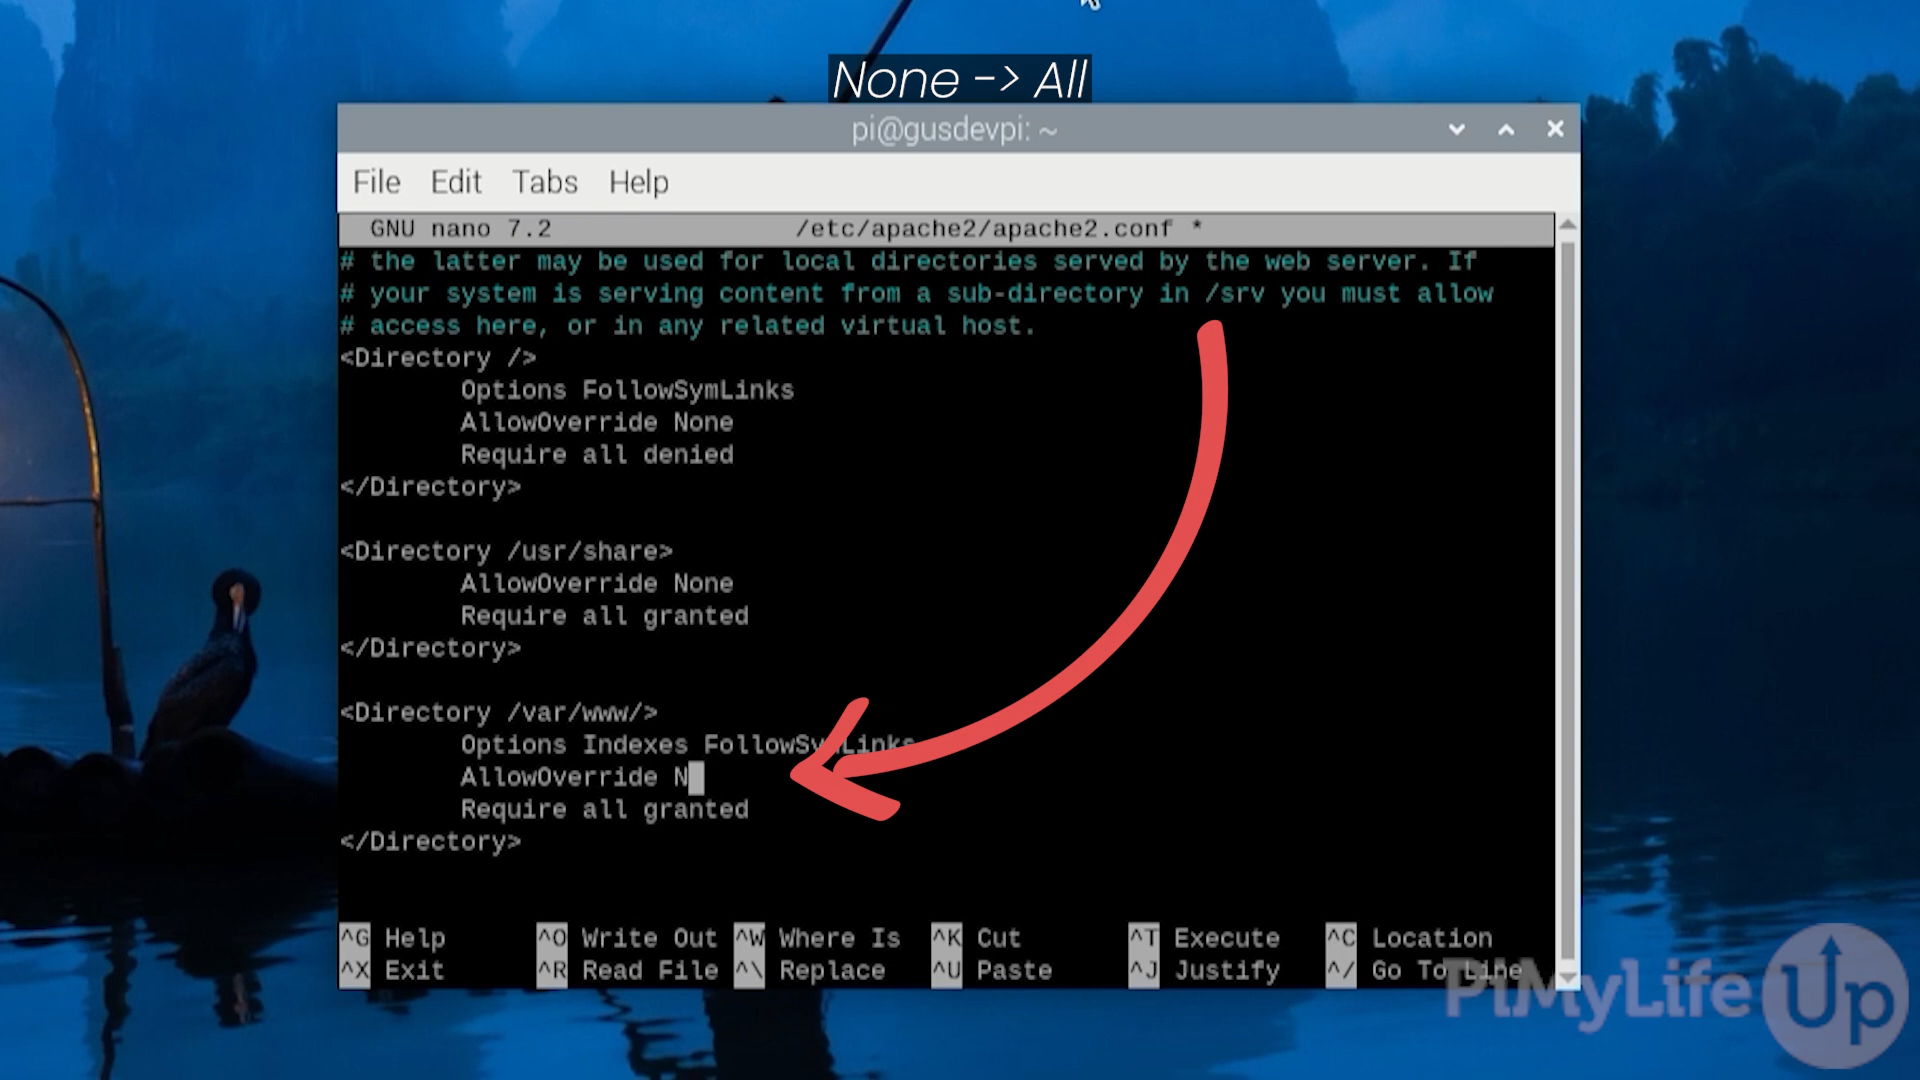 None -> All
pi@gusdevpi: ~
File Edit Tabs Help
GNU nano 7.2 /etc/apache2/apache2.conf *
# the latter may be used for local directories served by the web server. If
# your system is serving content from a sub-directory in /srv you must allow
# access here, or in any related virtual host.
<Directory />
Options FollowSymLinks
AllowOverride None
Require all denied
</Directory>
<Directory /usr/share>
AllowOverride None
Require all granted
</Directory>
<Directory /var/www/>
Options Indexes FollowSymLinks
AllowOverride N
Require all granted
</Directory>
^G Help ^O Write Out ^W Where Is ^K Cut ^T Execute ^C Location
^X Exit ^R Read File ^\ Replace ^U Paste ^J Justify ^/ Go To Line
PiMyLifeUp